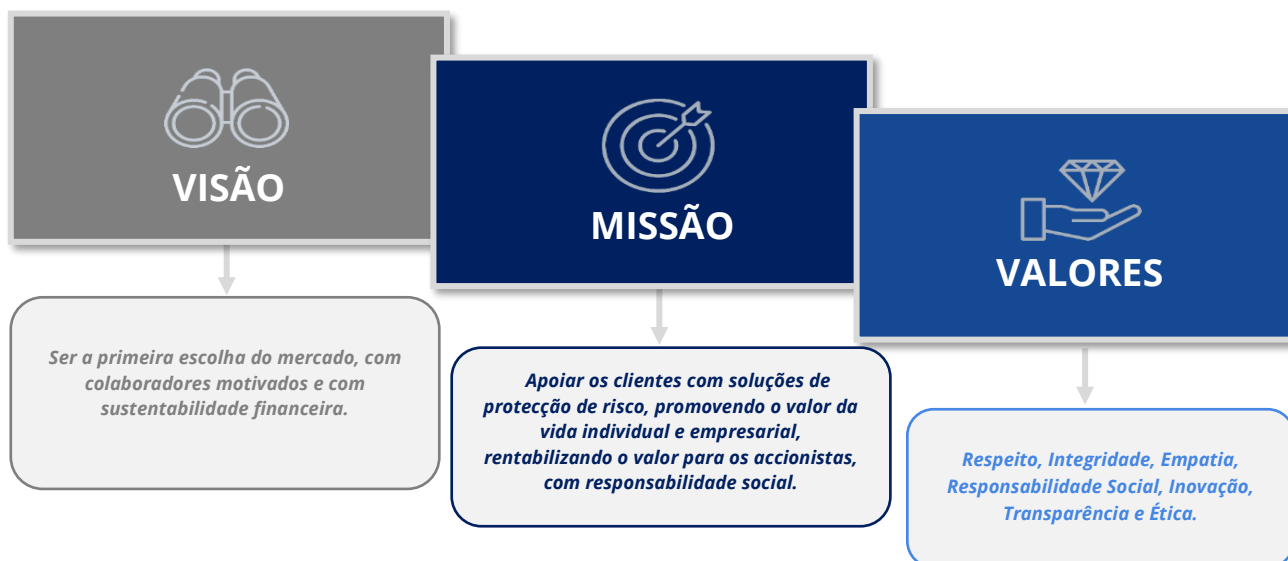 VISÃO
Ser a primeira escolha do mercado, com
colaboradores motivados e com
sustentabilidade financeira.
MISSÃO
Apoiar os clientes com soluções de
protecção de risco, promovendo o valor da
vida individual e empresarial,
rentabilizando o valor para os accionistas,
com responsabilidade social.
VALORES
Respeito, Integridade, Empatia,
Responsabilidade Social, Inovação,
Transparência e Ética.